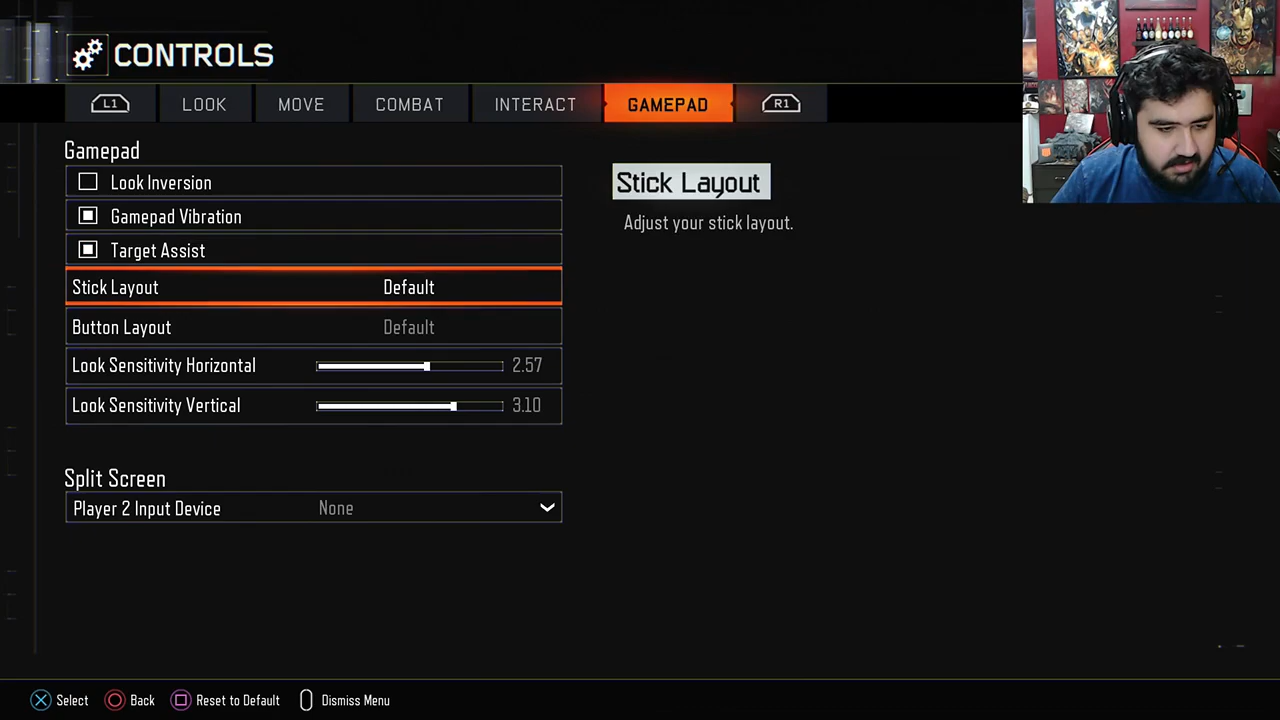 CONTROLS
L1 LOOK MOVE COMBAT INTERACT GAMEPAD R1
Gamepad
Look Inversion
Gamepad Vibration
Target Assist
Stick Layout Default
Button Layout Default
Look Sensitivity Horizontal 2.57
Look Sensitivity Vertical 3.10
Split Screen
Player 2 Input Device None
Stick Layout
Adjust your stick layout.
Select Back Reset to Default Dismiss Menu